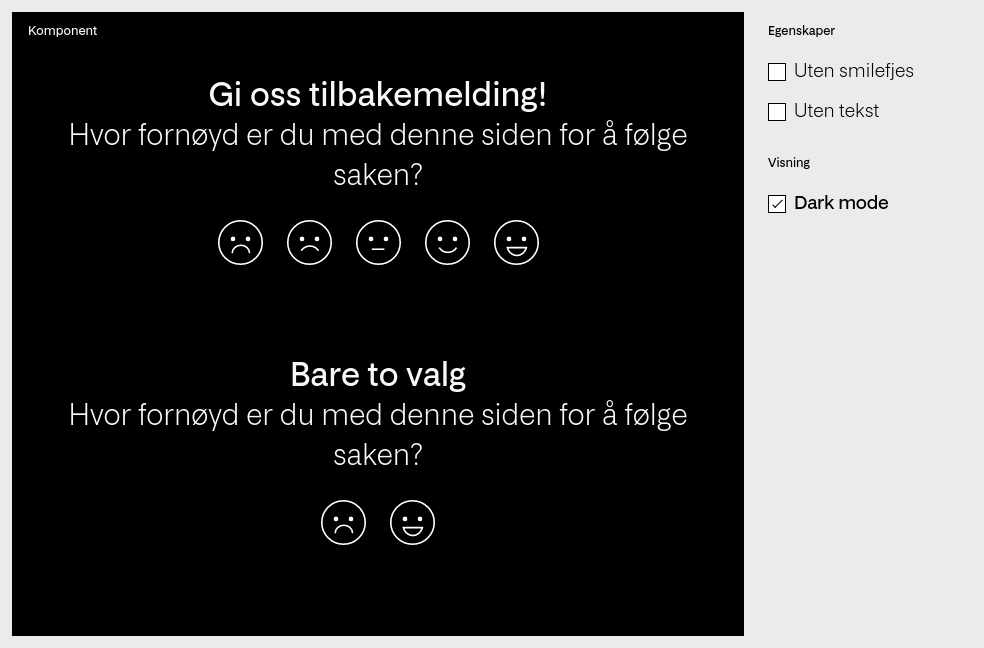 Komponent
Gi oss tilbakemelding!
Hvor fornøyd er du med denne siden for å følge
saken?
Bare to valg
Hvor fornøyd er du med denne siden for å følge
saken?
Egenskaper
Uten smilefjes
Uten tekst
Visning
Dark mode